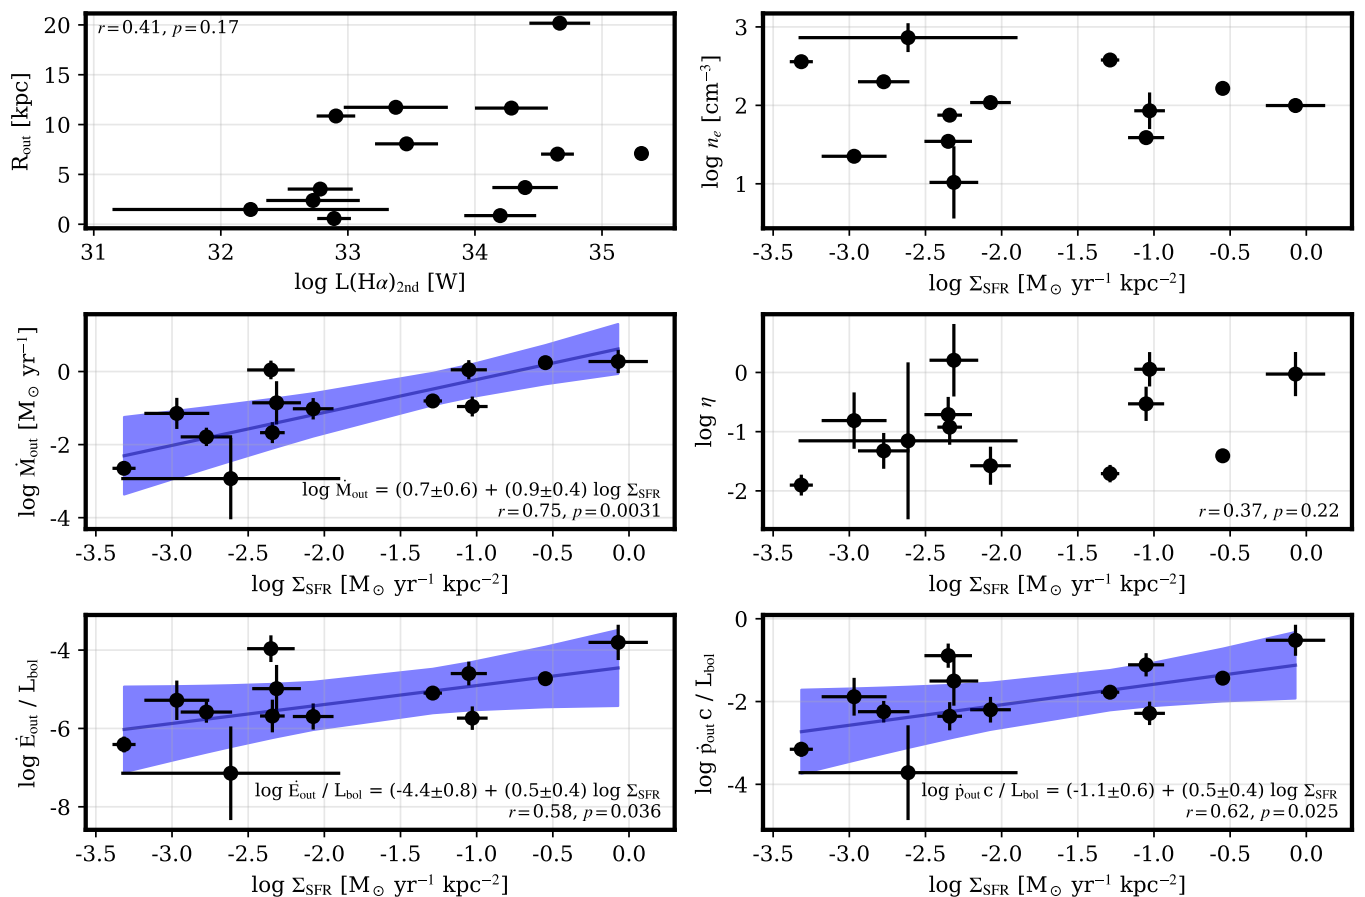 r=0.41, p=0.17
20
15
10
5
0
R_out [kpc]
31 32 33 34 35
log L(Hα)_2nd [W]
3
2
1
log n_e [cm⁻³]
-3.5 -3.0 -2.5 -2.0 -1.5 -1.0 -0.5 0.0
log Σ_SFR [M_⊙ yr⁻¹ kpc⁻²]
0
-2
-4
log Ṁ_out [M_⊙ yr⁻¹]
log Ṁ_out = (0.7±0.6) + (0.9±0.4) log Σ_SFR
r=0.75, p=0.0031
-3.5 -3.0 -2.5 -2.0 -1.5 -1.0 -0.5 0.0
log Σ_SFR [M_⊙ yr⁻¹ kpc⁻²]
0
-1
-2
log η
r=0.37, p=0.22
-3.5 -3.0 -2.5 -2.0 -1.5 -1.0 -0.5 0.0
log Σ_SFR [M_⊙ yr⁻¹ kpc⁻²]
-4
-6
-8
log Ė_out / L_bol
log Ė_out / L_bol = (-4.4±0.8) + (0.5±0.4) log Σ_SFR
r=0.58, p=0.036
-3.5 -3.0 -2.5 -2.0 -1.5 -1.0 -0.5 0.0
log Σ_SFR [M_⊙ yr⁻¹ kpc⁻²]
0
-2
-4
log ṗ_out c / L_bol
log ṗ_out c / L_bol = (-1.1±0.6) + (0.5±0.4) log Σ_SFR
r=0.62, p=0.025
-3.5 -3.0 -2.5 -2.0 -1.5 -1.0 -0.5 0.0
log Σ_SFR [M_⊙ yr⁻¹ kpc⁻²]